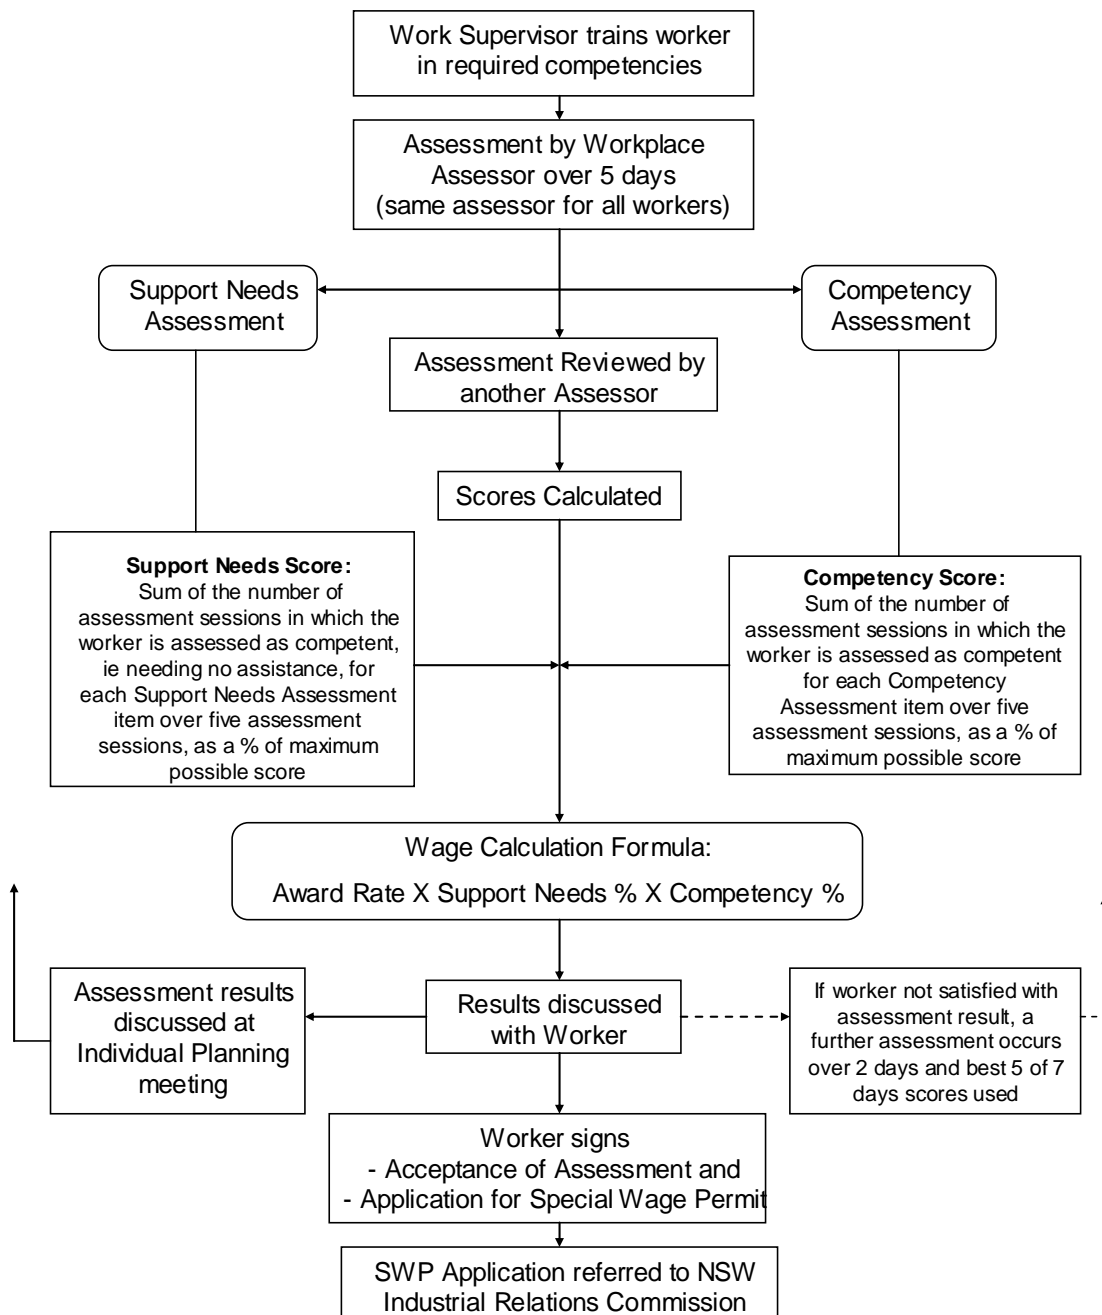 Work Supervisor trains worker
in required competencies
Assessment by Workplace
Assessor over 5 days
(same assessor for all workers)
Support Needs
Assessment
Competency
Assessment
Assessment Reviewed by
another Assessor
Scores Calculated
Support Needs Score:
Sum of the number of
assessment sessions in which the
worker is assessed as competent,
ie needing no assistance, for
each Support Needs Assessment
item over five assessment
sessions, as a % of maximum
possible score
Competency Score:
Sum of the number of
assessment sessions in which the
worker is assessed as competent
for each Competency
Assessment item over five
assessment sessions, as a % of
maximum possible score
Wage Calculation Formula:
Award Rate X Support Needs % X Competency %
Assessment results
discussed at
Individual Planning
meeting
Results discussed
with Worker
If worker not satisfied with
assessment result, a
further assessment occurs
over 2 days and best 5 of 7
days scores used
Worker signs
- Acceptance of Assessment and
- Application for Special Wage Permit
SWP Application referred to NSW
Industrial Relations Commission